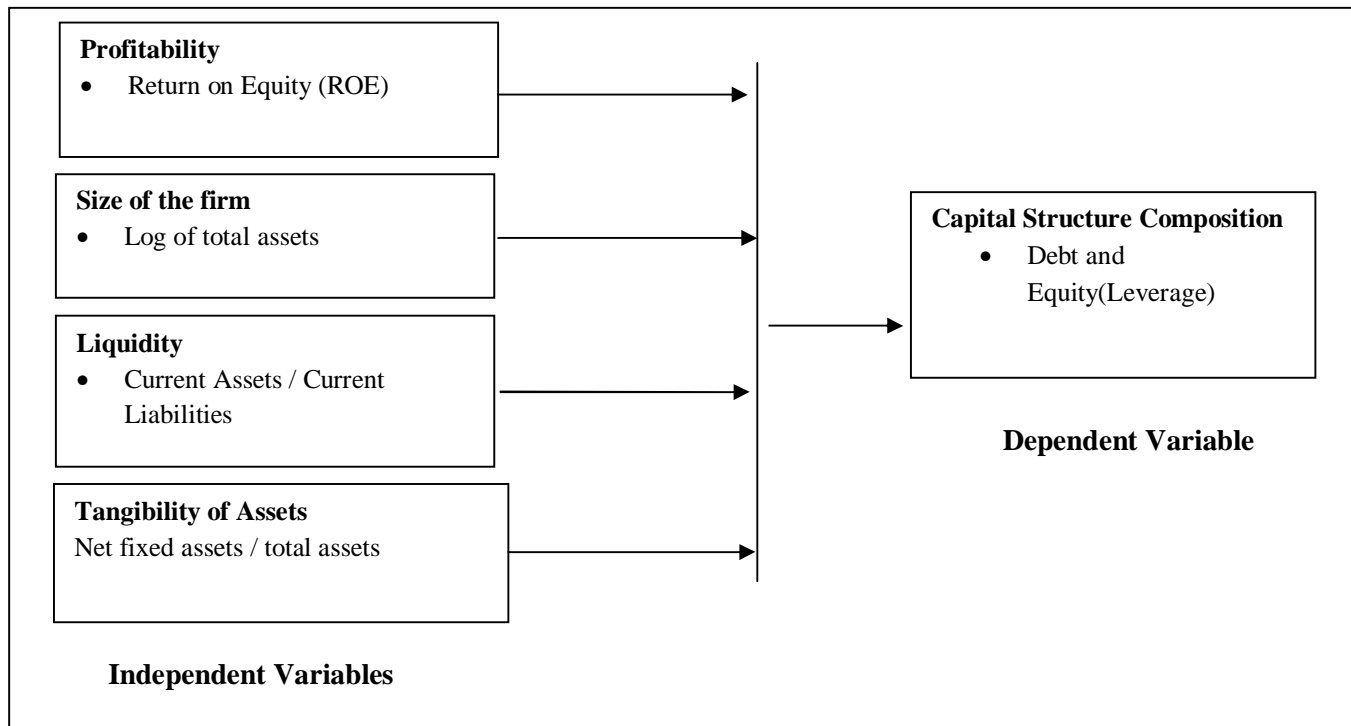 Profitability
• Return on Equity (ROE)
Size of the firm
• Log of total assets
Liquidity
• Current Assets / Current
Liabilities
Tangibility of Assets
Net fixed assets / total assets
Independent Variables
Capital Structure Composition
• Debt and
Equity(Leverage)
Dependent Variable